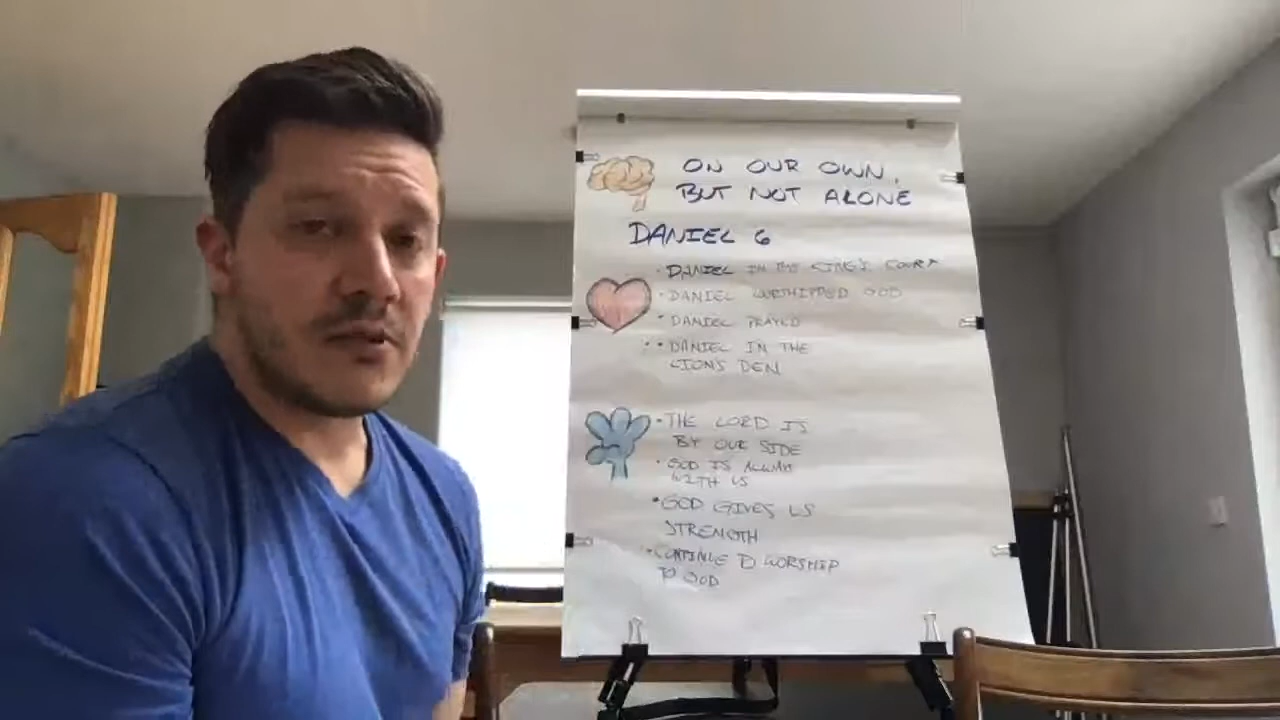 ON OUR OWN,
BUT NOT ALONE
DANIEL 6
• DANIEL IN THE KING'S COURT
• DANIEL WORSHIPPED GOD
• DANIEL PRAYED
• DANIEL IN THE
LION'S DEN
• THE LORD IS
BY OUR SIDE
• GOD IS ALWAYS
WITH US
• GOD GIVES US
STRENGTH
• CONTINUE TO WORSHIP
TO GOD